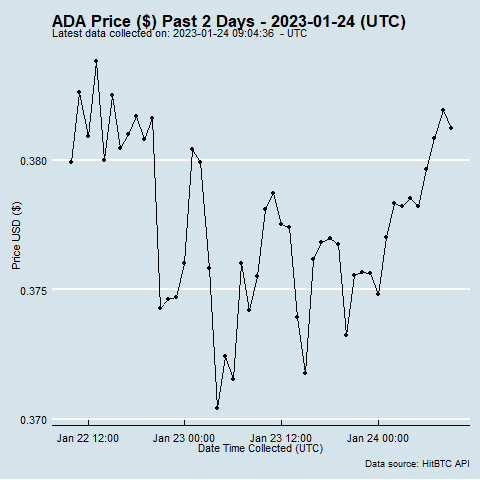 ADA Price ($) Past 2 Days - 2023-01-24 (UTC)
Latest data collected on: 2023-01-24 09:04:36  - UTC
0.380
0.375
0.370
Price USD ($)
Jan 22 12:00
Jan 23 00:00
Jan 23 12:00
Jan 24 00:00
Date Time Collected (UTC)
Data source: HitBTC API